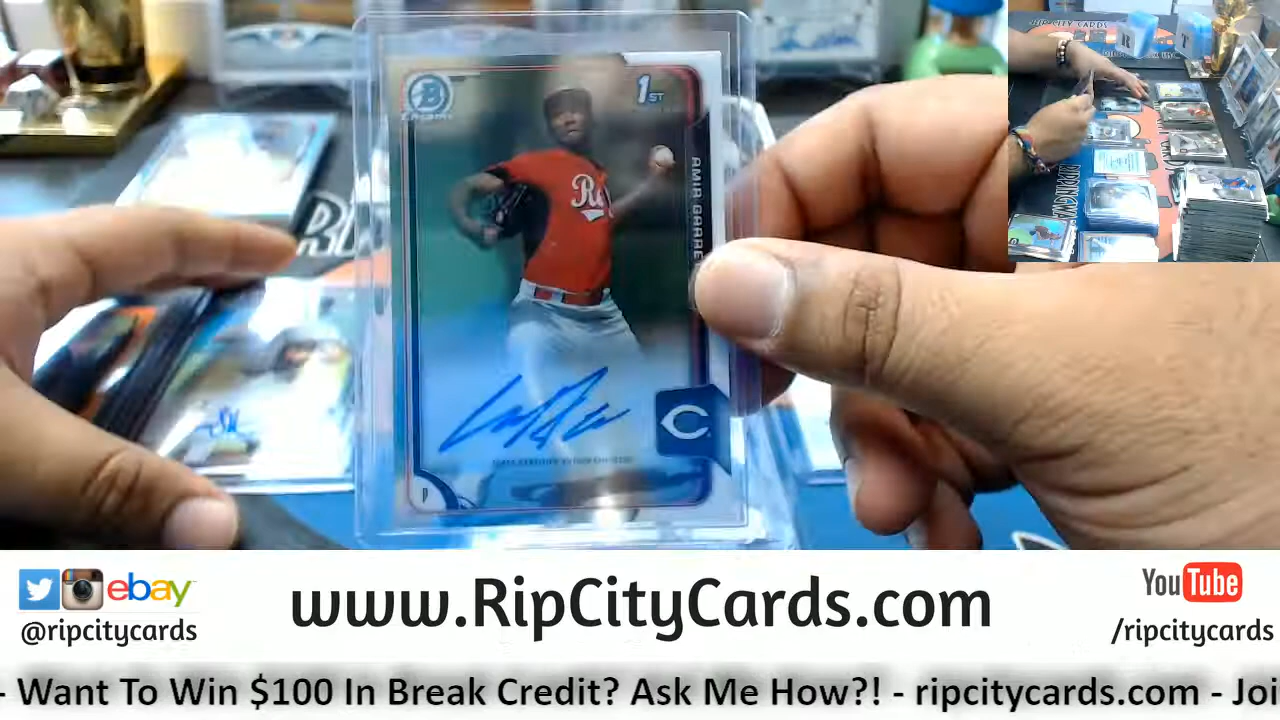 CHROME
1ST
AMIR GARRE
P
www.RipCityCards.com
ebay
@ripcitycards
YouTube
/ripcitycards
- Want To Win $100 In Break Credit? Ask Me How?! - ripcitycards.com - Joi